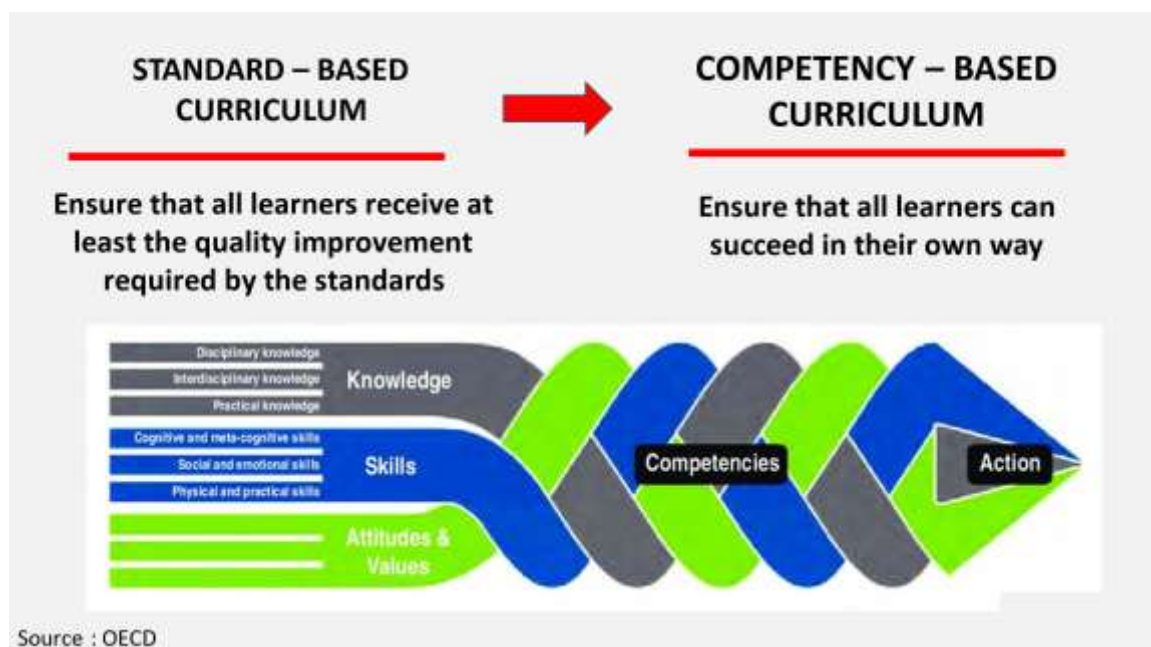 STANDARD – BASED
CURRICULUM
COMPETENCY – BASED
CURRICULUM
Ensure that all learners receive at
least the quality improvement
required by the standards
Ensure that all learners can
succeed in their own way
Disciplinary knowledge
Interdisciplinary knowledge
Practical knowledge
Knowledge
Cognitive and meta-cognitive skills
Social and emotional skills
Physical and practical skills
Skills
Attitudes &
Values
Competencies
Action
Source : OECD